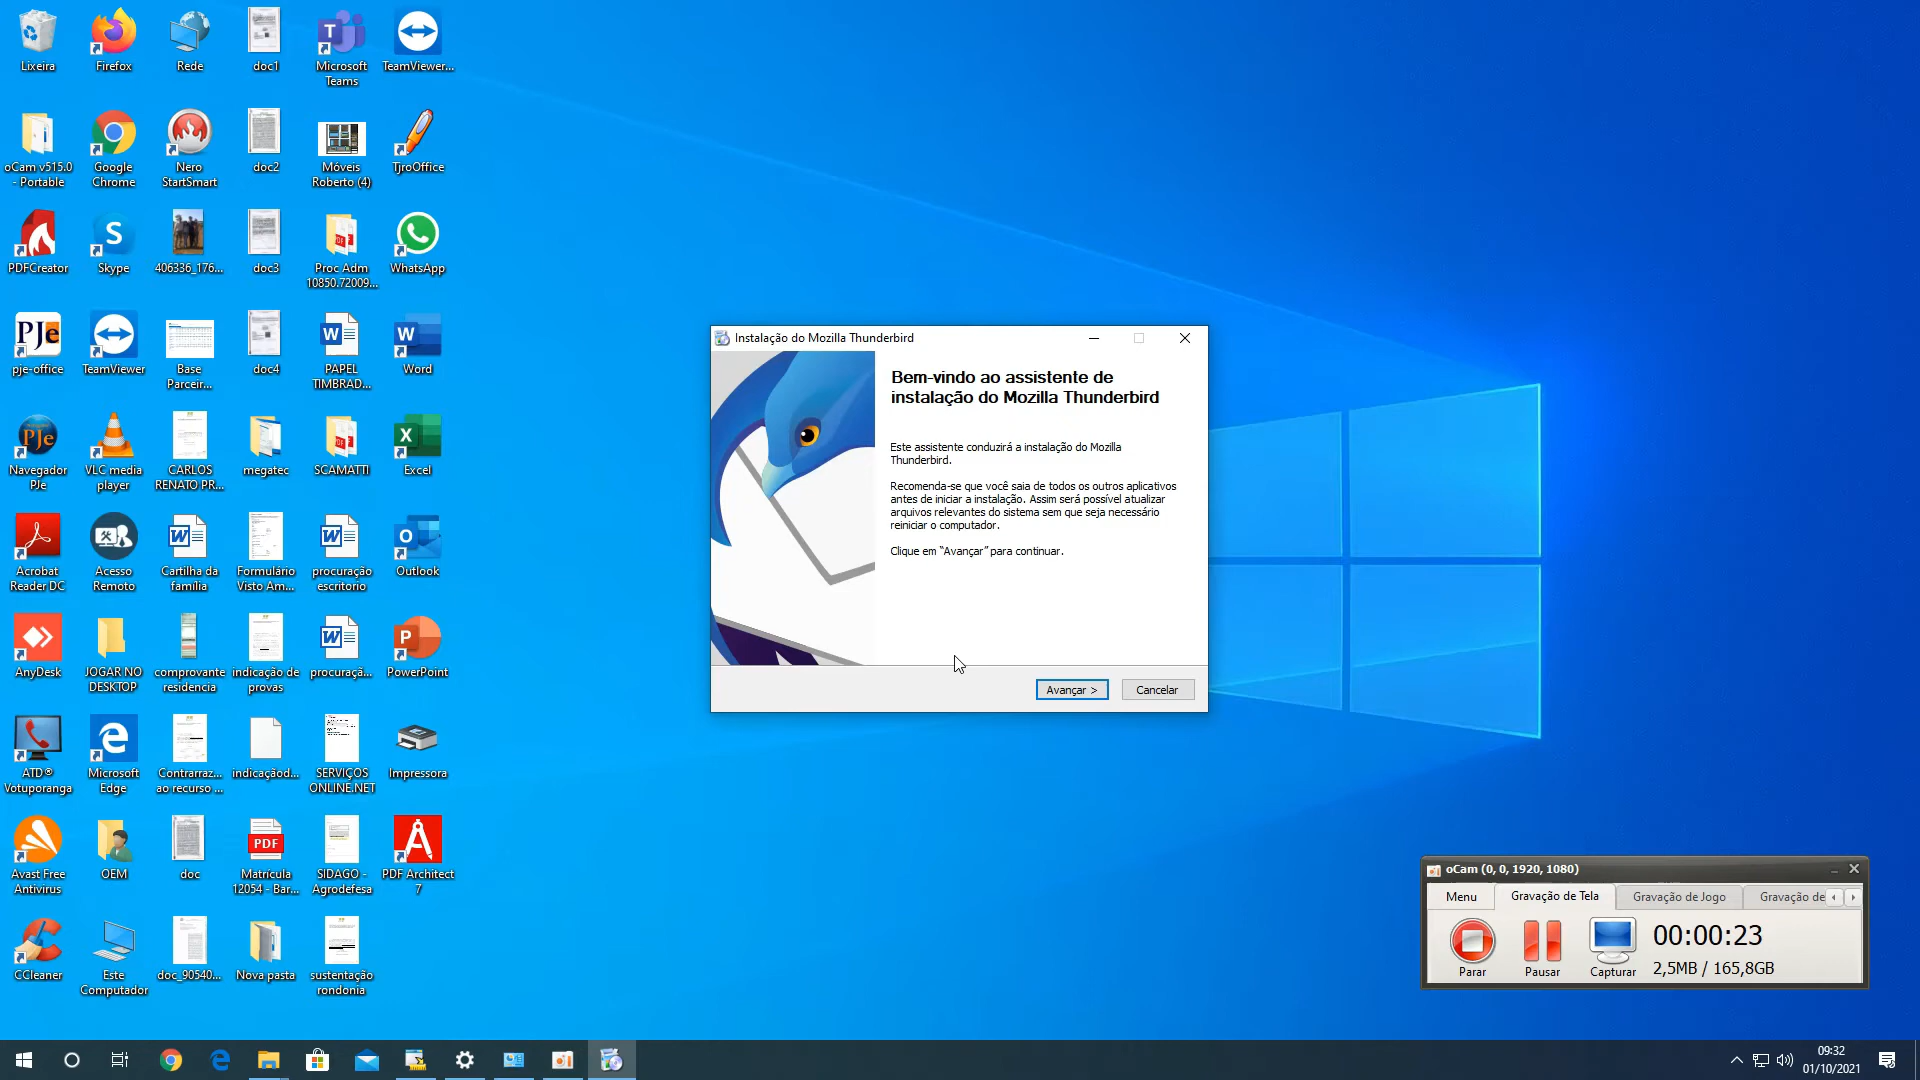 Lixeira
Firefox
Rede
doc1
Microsoft
Teams
TeamViewer...
oCam v515.0
- Portable
Google
Chrome
Nero
StartSmart
doc2
Móveis
Roberto (4)
TjroOffice
PDFCreator
Skype
406336_176...
doc3
Proc Adm
10850.72009...
WhatsApp
pje-office
TeamViewer
Base
Parceir...
doc4
PAPEL
TIMBRAD...
Word
Navegador
PJe
VLC media
player
CARLOS
RENATO PR...
megatec
SCAMATTI
Excel
Acrobat
Reader DC
Acesso
Remoto
Cartilha da
família
Formulário
Visto Am...
procuração
escritorio
Outlook
AnyDesk
JOGAR NO
DESKTOP
comprovante
residencia
indicação de
provas
procuraçã...
PowerPoint
ATD®
Votuporanga
Microsoft
Edge
Contrarraz...
ao recurso ...
indicaçãod...
SERVIÇOS
ONLINE.NET
Impressora
Avast Free
Antivirus
OEM
doc
PDF
Matricula
12054 - Bar...
SIDAGO -
Agrodefesa
PDF Architect
7
CCleaner
Este
Computador
doc_90540...
Nova pasta
sustentação
rondonia
Instalação do Mozilla Thunderbird
Bem-vindo ao assistente de
instalação do Mozilla Thunderbird
Este assistente conduzirá a instalação do Mozilla
Thunderbird.
Recomenda-se que você saia de todos os outros aplicativos
antes de iniciar a instalação. Assim será possível atualizar
arquivos relevantes do sistema sem que seja necessário
reiniciar o computador.
Clique em “Avançar” para continuar.
Avançar >
Cancelar
oCam (0, 0, 1920, 1080)
Menu
Gravação de Tela
Gravação de Jogo
Gravação de
Parar
Pausar
Capturar
00:00:23
2,5MB / 165,8GB
09:32
01/10/2021